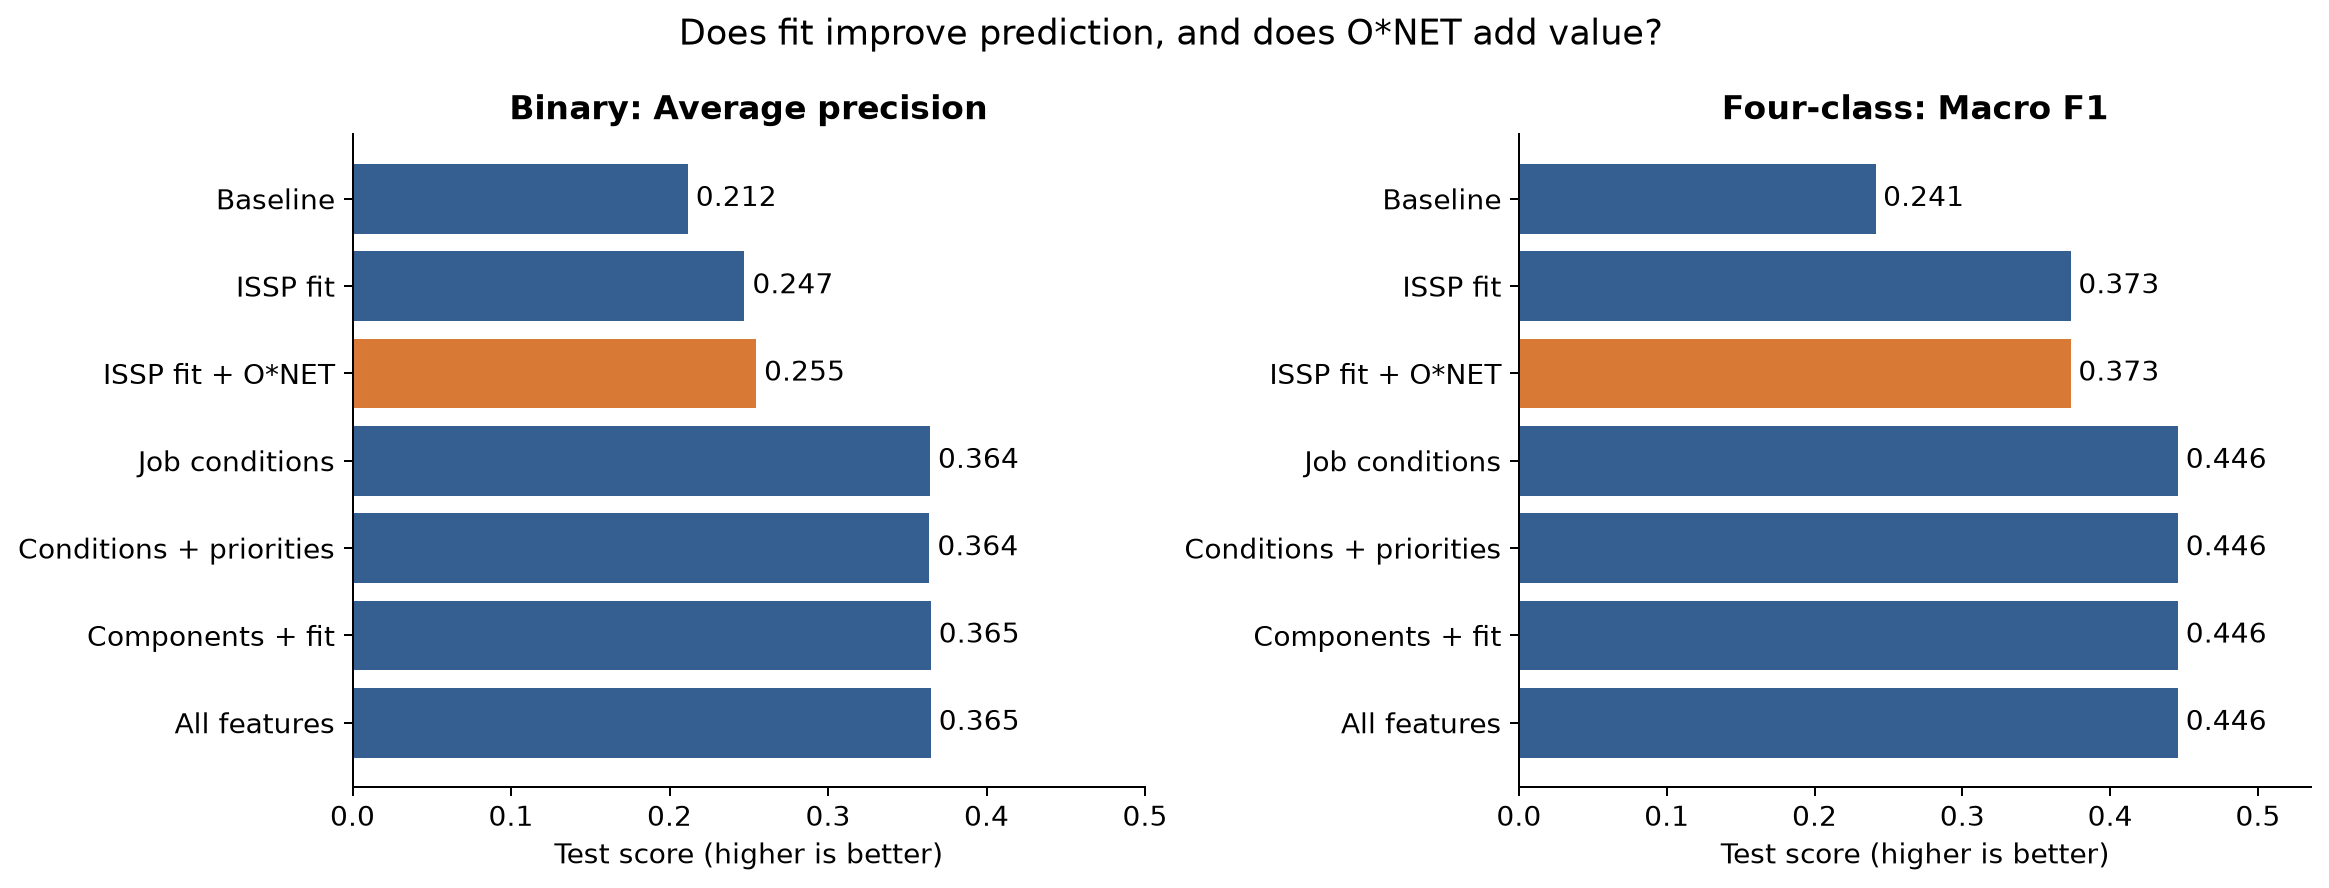 Does fit improve prediction, and does O*NET add value?
Binary: Average precision
Baseline 0.212
ISSP fit 0.247
ISSP fit + O*NET 0.255
Job conditions 0.364
Conditions + priorities 0.364
Components + fit 0.365
All features 0.365
0.0 0.1 0.2 0.3 0.4 0.5
Test score (higher is better)
Four-class: Macro F1
Baseline 0.241
ISSP fit 0.373
ISSP fit + O*NET 0.373
Job conditions 0.446
Conditions + priorities 0.446
Components + fit 0.446
All features 0.446
0.0 0.1 0.2 0.3 0.4 0.5
Test score (higher is better)